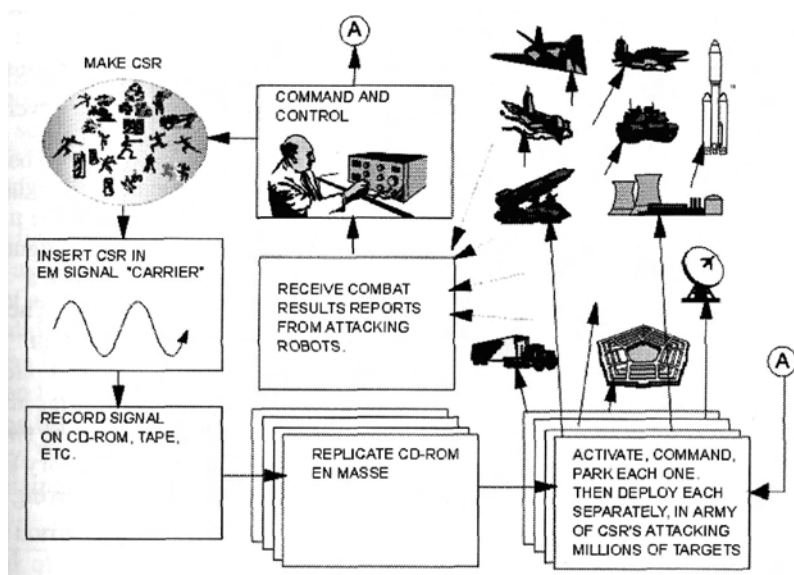 A
MAKE CSR
COMMAND AND
CONTROL
INSERT CSR IN
EM SIGNAL "CARRIER"
RECEIVE COMBAT
RESULTS REPORTS
FROM ATTACKING
ROBOTS.
A
RECORD SIGNAL
ON CD-ROM, TAPE,
ETC.
REPLICATE CD-ROM
EN MASSE
ACTIVATE, COMMAND,
PARK EACH ONE.
THEN DEPLOY EACH
SEPARATELY, IN ARMY
OF CSR'S ATTACKING
MILLIONS OF TARGETS